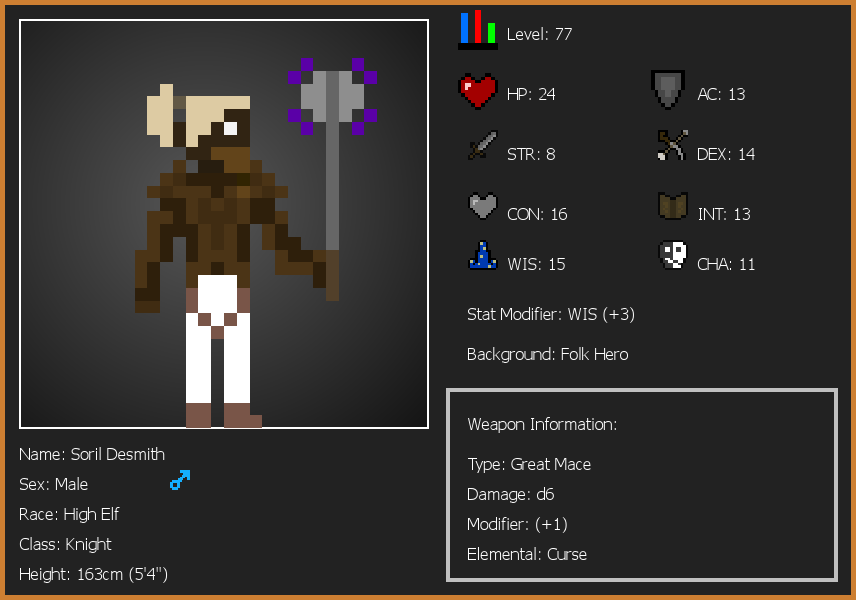 Level: 77
HP: 24
AC: 13
STR: 8
DEX: 14
CON: 16
INT: 13
WIS: 15
CHA: 11
Stat Modifier: WIS (+3)
Background: Folk Hero
Weapon Information:
Type: Great Mace
Damage: d6
Modifier: (+1)
Elemental: Curse
Name: Soril Desmith
Sex: Male
Race: High Elf
Class: Knight
Height: 163cm (5'4")